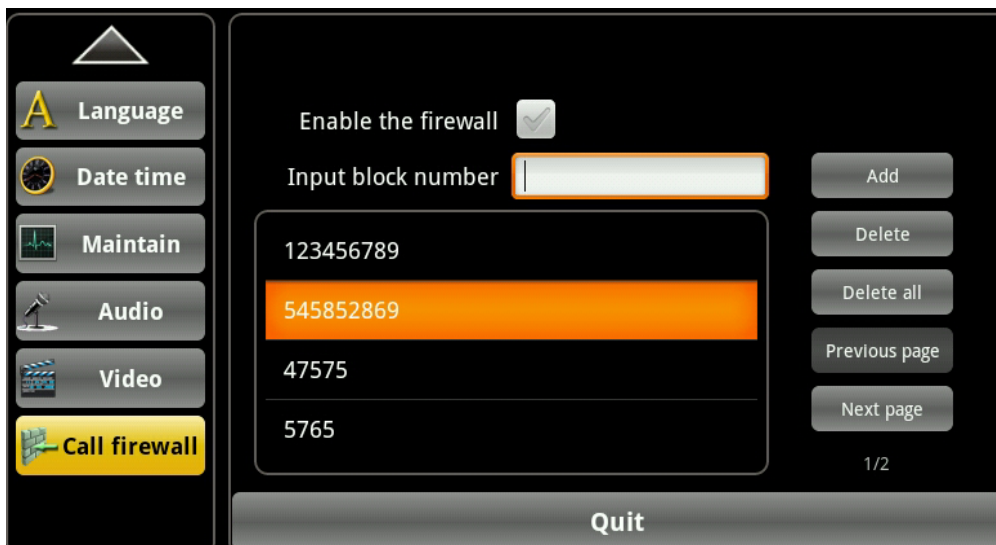 Language
Date time
Maintain
Audio
Video
Call firewall
Enable the firewall
Input block number
Add
123456789
545852869
47575
5765
Delete
Delete all
Previous page
Next page
1/2
Quit